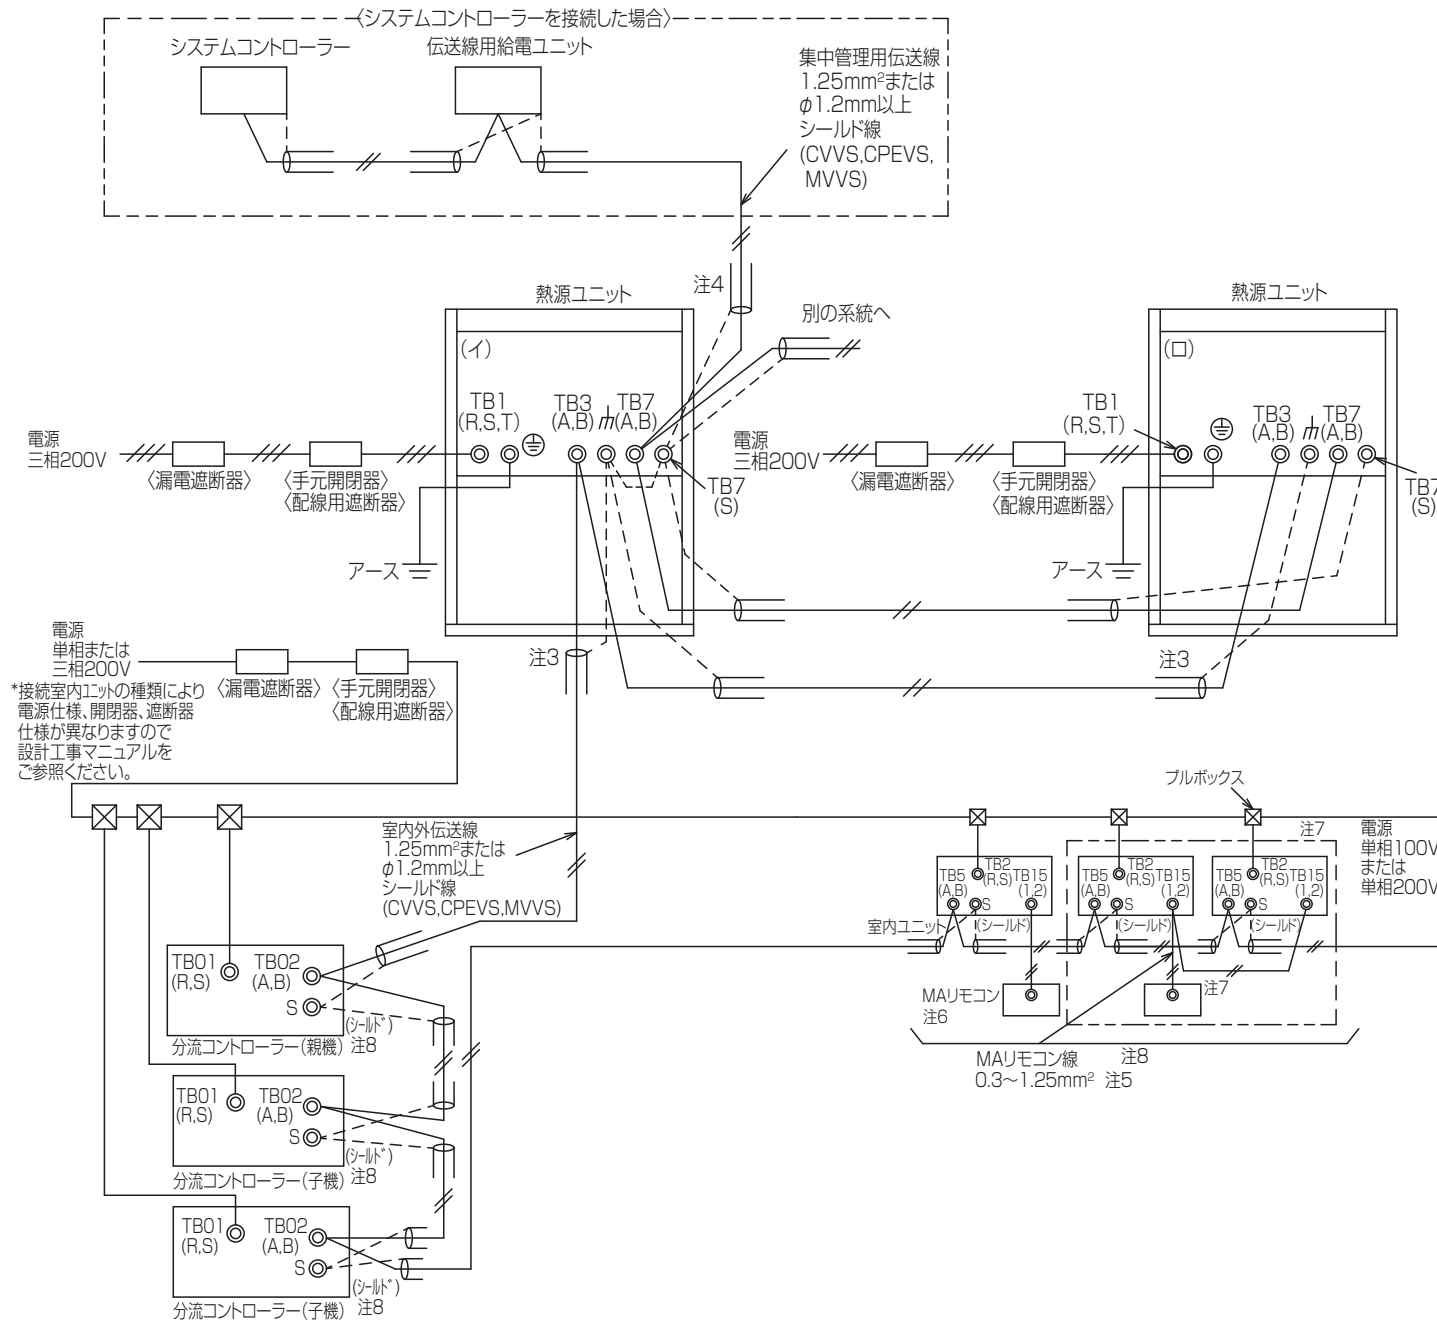 〈システムコントローラーを接続した場合〉
システムコントローラー
伝送線用給電ユニット
集中管理用伝送線
1.25mm²または
φ1.2mm以上
シールド線
(CVVS,CPEVS,
MVVS)
注4
熱源ユニット
別の系統へ
(イ)
TB1
(R,S,T)
TB3
(A,B)
TB7
(A,B)
TB7
(S)
電源
三相200V
〈漏電遮断器〉
〈手元開閉器〉
〈配線用遮断器〉
アース
熱源ユニット
(ロ)
TB1
(R,S,T)
TB3
(A,B)
TB7
(A,B)
TB7
(S)
電源
三相200V
〈漏電遮断器〉
〈手元開閉器〉
〈配線用遮断器〉
アース
注3
注3
電源
単相または
三相200V
〈漏電遮断器〉
〈手元開閉器〉
〈配線用遮断器〉
*接続室内ユニットの種類により
電源仕様、開閉器、遮断器
仕様が異なりますので
設計工事マニュアルを
ご参照ください。
室内外伝送線
1.25mm²または
φ1.2mm以上
シールド線
(CVVS,CPEVS,MVVS)
プルボックス
注7
電源
単相100V
または
単相200V
TB5
(A,B)
TB2
(R,S)
TB15
(1,2)
S
(シールド)
TB5
(A,B)
TB2
(R,S)
TB15
(1,2)
S
(シールド)
TB5
(A,B)
TB2
(R,S)
TB15
(1,2)
S
(シールド)
室内ユニット
MAリモコン
注6
注7
MAリモコン線
0.3〜1.25mm² 注5
注8
TB01
(R,S)
TB02
(A,B)
S
(シールド)
注8
分流コントローラー(親機)
TB01
(R,S)
TB02
(A,B)
S
(シールド)
注8
分流コントローラー(子機)
TB01
(R,S)
TB02
(A,B)
S
(シールド)
注8
分流コントローラー(子機)